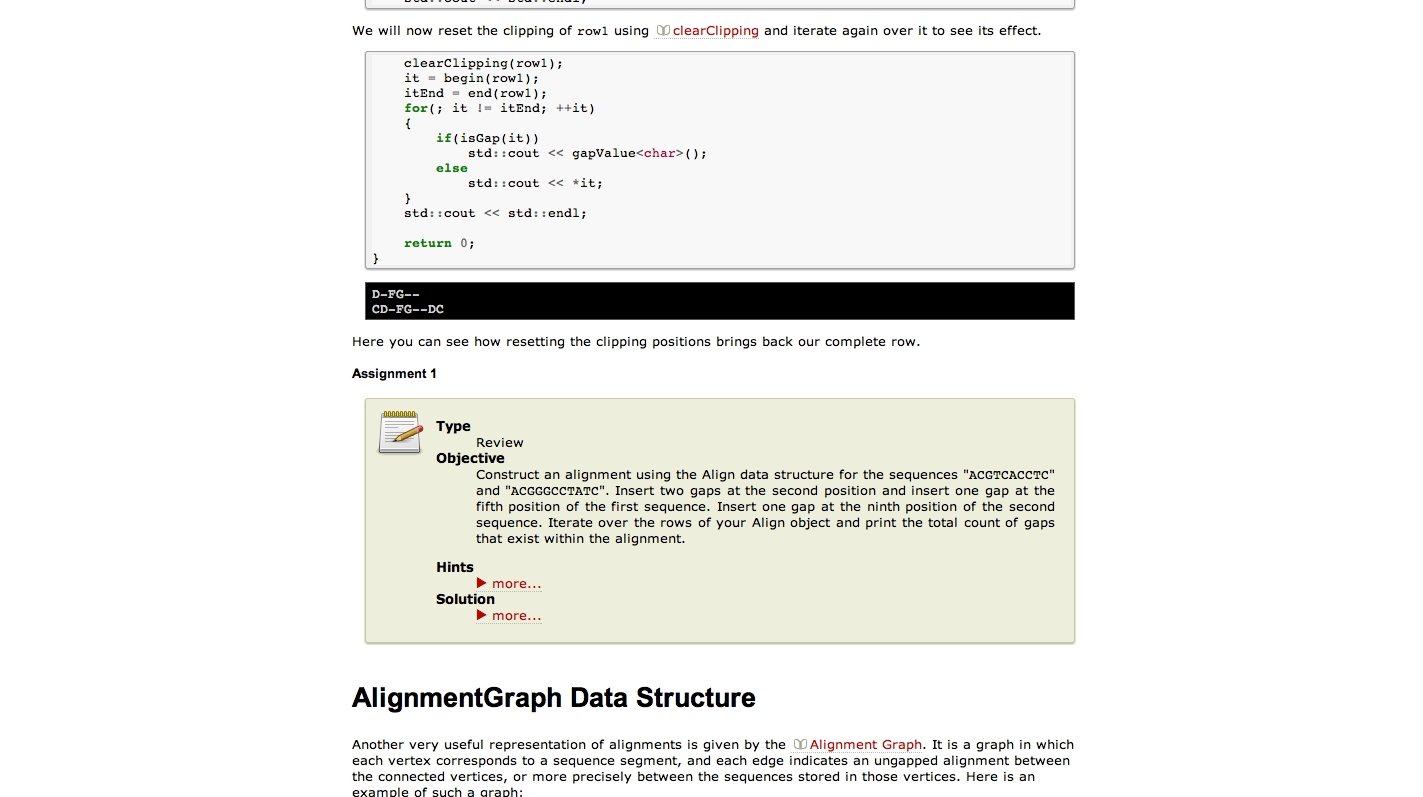 std::cout << std::endl;
We will now reset the clipping of row1 using clearClipping and iterate again over it to see its effect.
clearClipping(row1);
it = begin(row1);
itEnd = end(row1);
for(; it != itEnd; ++it)
{
if(isGap(it))
std::cout << gapValue<char>();
else
std::cout << *it;
}
std::cout << std::endl;
return 0;
}
D-FG--
CD-FG--DC
Here you can see how resetting the clipping positions brings back our complete row.
Assignment 1
Type
Review
Objective
Construct an alignment using the Align data structure for the sequences "ACGTCACCTC"
and "ACGGGCCTATC". Insert two gaps at the second position and insert one gap at the
fifth position of the first sequence. Insert one gap at the ninth position of the second
sequence. Iterate over the rows of your Align object and print the total count of gaps
that exist within the alignment.
Hints
more...
Solution
more...
AlignmentGraph Data Structure
Another very useful representation of alignments is given by the Alignment Graph. It is a graph in which
each vertex corresponds to a sequence segment, and each edge indicates an ungapped alignment between
the connected vertices, or more precisely between the sequences stored in those vertices. Here is an
example of such a graph: